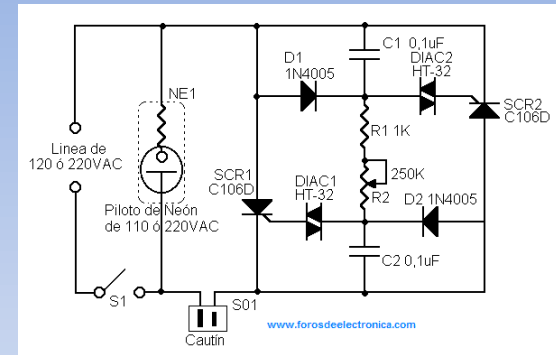 C1 0,1uF
D1
1N4005
DIAC2
HT-32
NE1
SCR2
C106D
R1 1K
Linea de
120 ó 220VAC
SCR1
C106D
DIAC1
HT-32
250K
R2
D2 1N4005
Piloto de Neón
de 110 ó 220VAC
C2 0,1uF
S1
S01
www.forosdeelectronica.com
Cautín